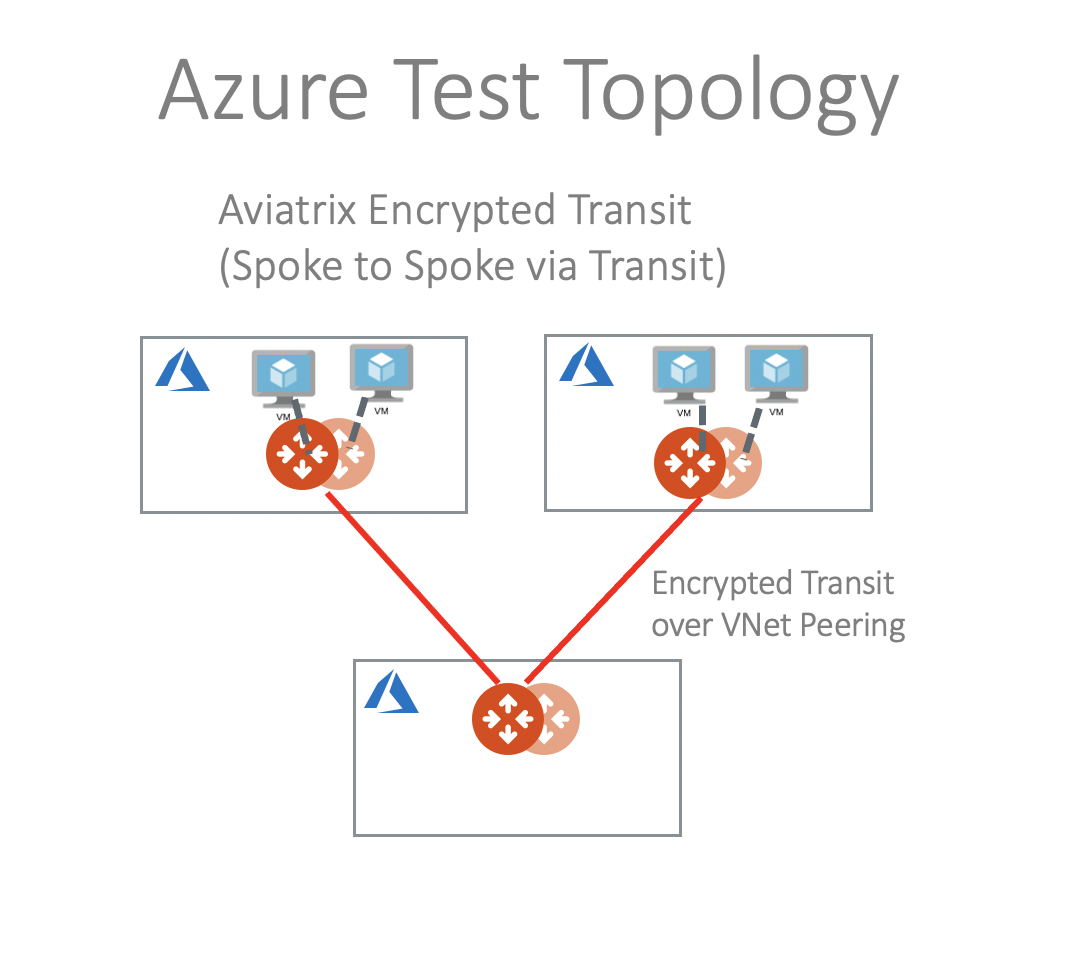 Azure Test Topology
Aviatrix Encrypted Transit
(Spoke to Spoke via Transit)
VM
VM
VM
VM
Encrypted Transit
over VNet Peering